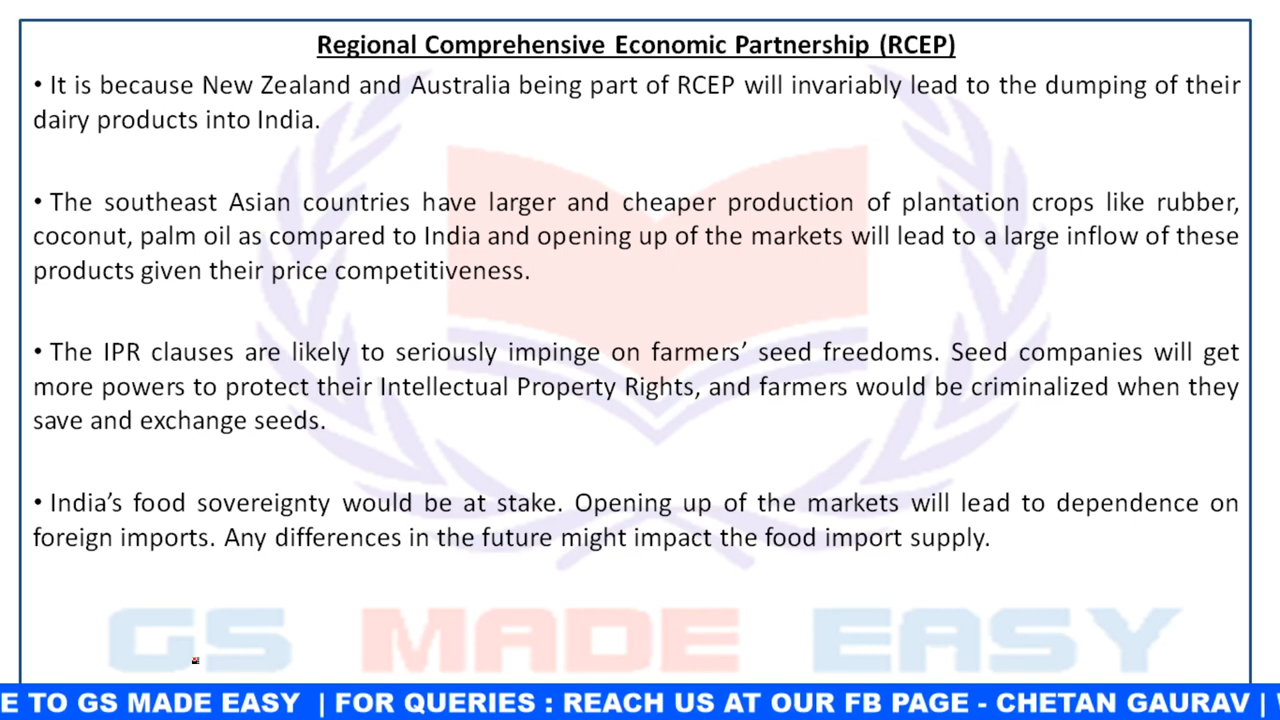 Regional Comprehensive Economic Partnership (RCEP)
• It is because New Zealand and Australia being part of RCEP will invariably lead to the dumping of their
dairy products into India.
• The southeast Asian countries have larger and cheaper production of plantation crops like rubber,
coconut, palm oil as compared to India and opening up of the markets will lead to a large inflow of these
products given their price competitiveness.
• The IPR clauses are likely to seriously impinge on farmers’ seed freedoms. Seed companies will get
more powers to protect their Intellectual Property Rights, and farmers would be criminalized when they
save and exchange seeds.
• India’s food sovereignty would be at stake. Opening up of the markets will lead to dependence on
foreign imports. Any differences in the future might impact the food import supply.
GS MADE EASY
E TO GS MADE EASY | FOR QUERIES : REACH US AT OUR FB PAGE - CHETAN GAURAV |